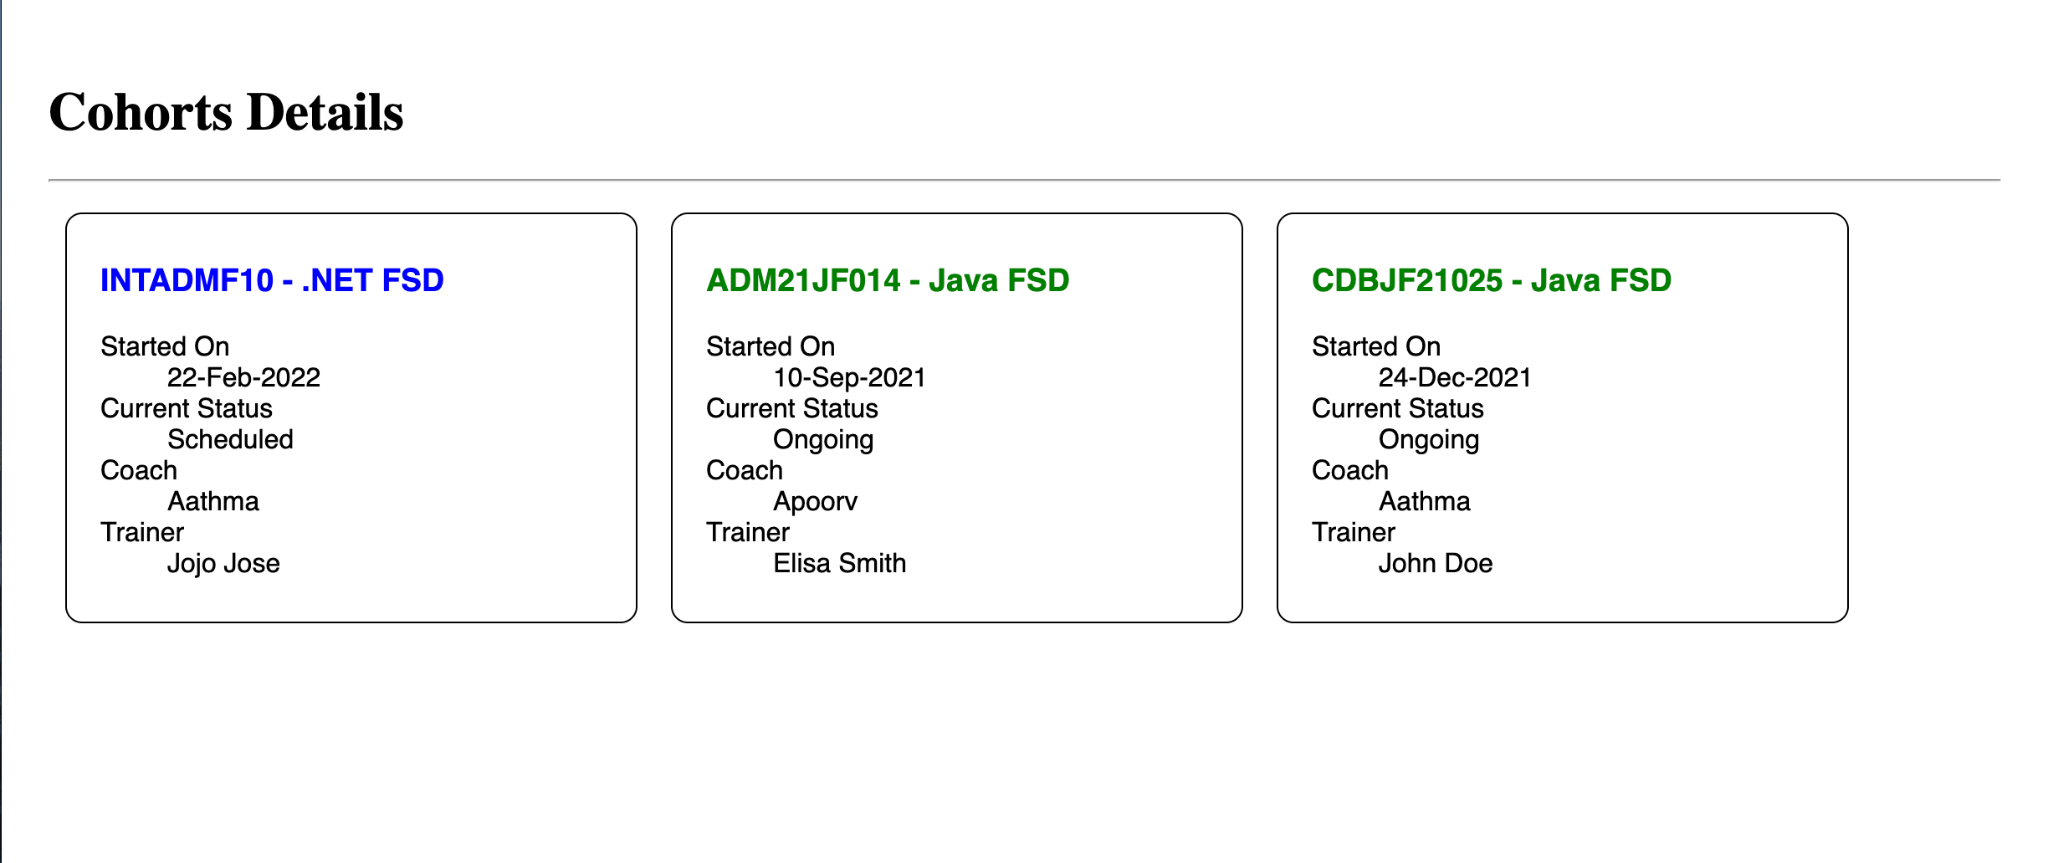 Cohorts Details
INTADMF10 - .NET FSD
Started On
22-Feb-2022
Current Status
Scheduled
Coach
Aathma
Trainer
Jojo Jose
ADM21JF014 - Java FSD
Started On
10-Sep-2021
Current Status
Ongoing
Coach
Apoorv
Trainer
Elisa Smith
CDBJF21025 - Java FSD
Started On
24-Dec-2021
Current Status
Ongoing
Coach
Aathma
Trainer
John Doe